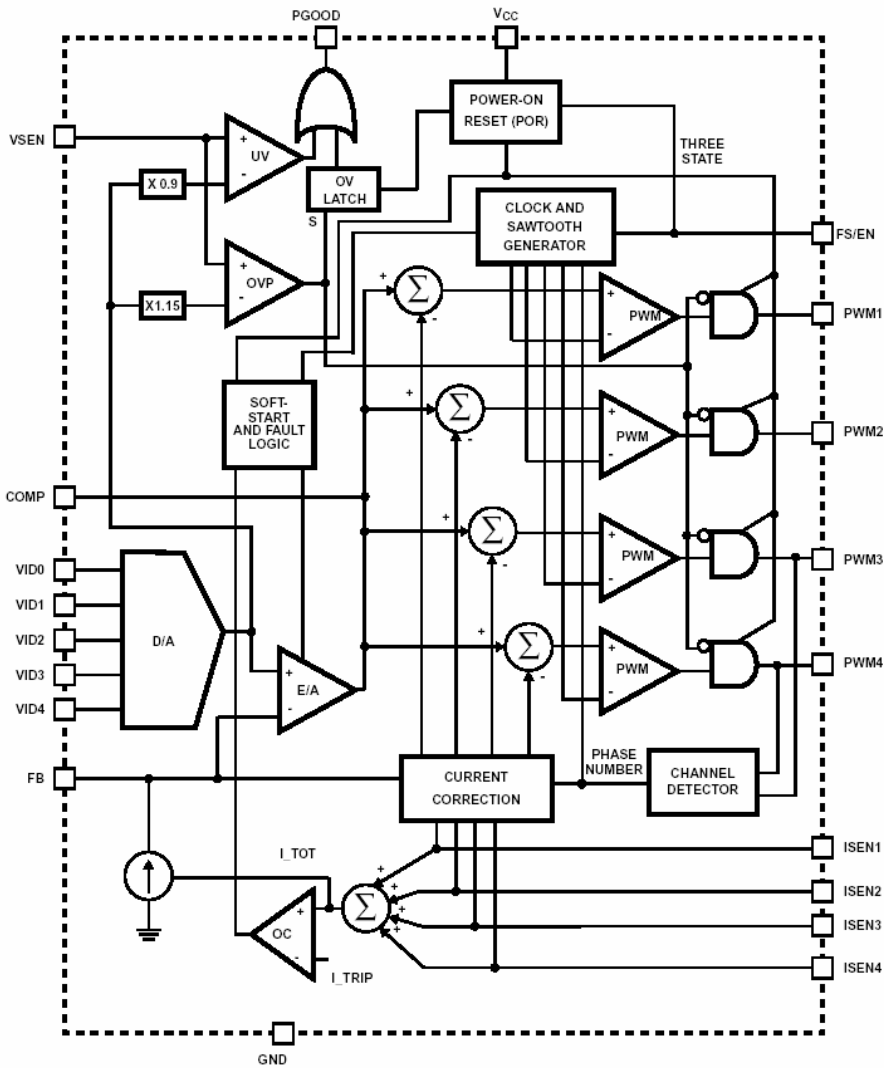 PGOOD
VCC
POWER-ON
RESET (POR)
VSEN
+
UV
-
THREE
STATE
X 0.9
OV
LATCH
S
CLOCK AND
SAWTOOTH
GENERATOR
FS/EN
+
OVP
-
X1.15
+
Σ
-
+
PWM
-
PWM1
SOFT-
START
AND FAULT
LOGIC
+
Σ
-
+
PWM
-
PWM2
COMP
+
Σ
-
+
PWM
-
PWM3
VID0
VID1
VID2
VID3
VID4
D/A
+
E/A
-
+
Σ
-
+
PWM
-
PWM4
FB
CURRENT
CORRECTION
PHASE
NUMBER
CHANNEL
DETECTOR
I_TOT
ISEN1
ISEN2
ISEN3
ISEN4
+
OC
-
Σ
+
+
+
+
I_TRIP
GND